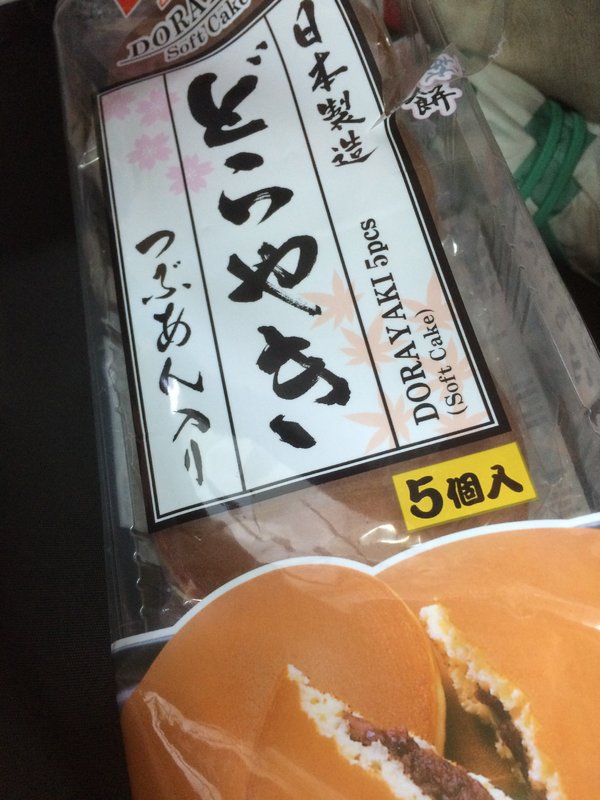 Soft Cake
日本製造
どらやき
つぶあん入り
DORAYAKI 5pcs
(Soft Cake)
5個入
餅